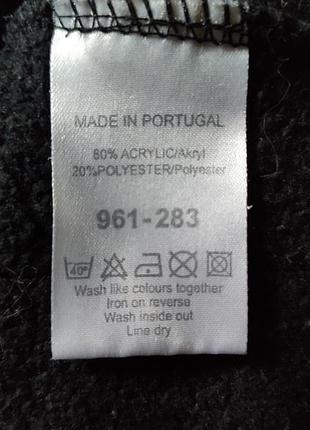 MADE IN PORTUGAL
80% ACRYLIC/Akryl
20%POLYESTER/Polyester
961-283
40°
Wash like colours together
Iron on reverse
Wash inside out
Line dry